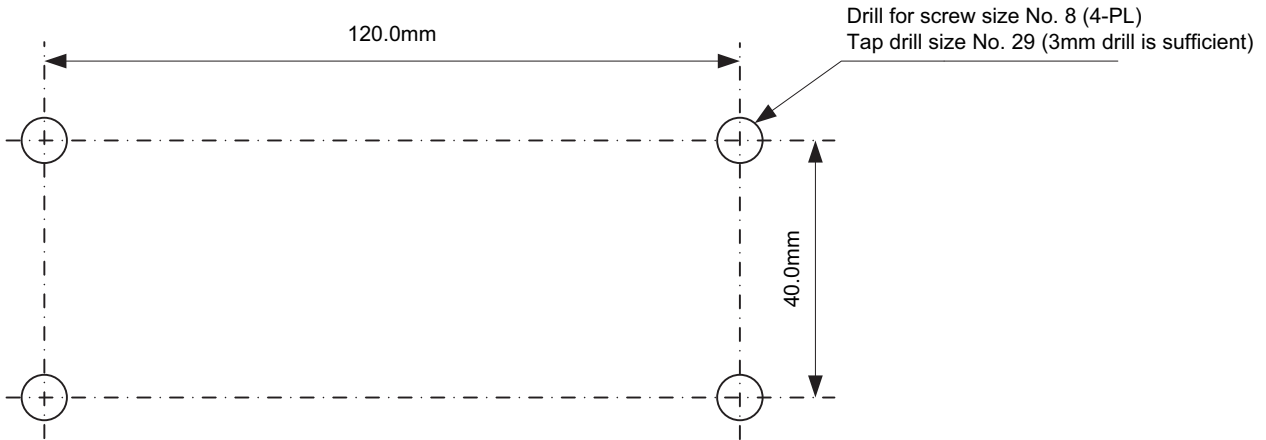 120.0mm
Drill for screw size No. 8 (4-PL)
Tap drill size No. 29 (3mm drill is sufficient)
40.0mm